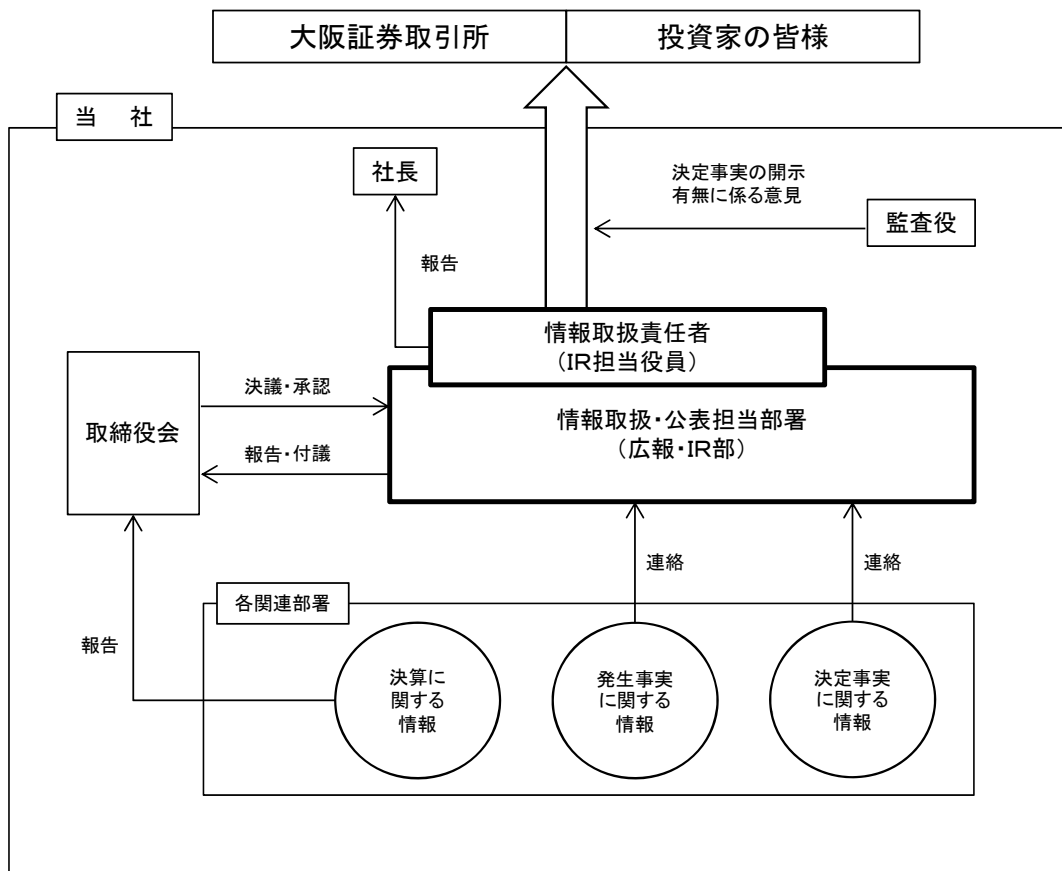 大阪証券取引所
投資家の皆様
当　社
社長
決定事実の開示
有無に係る意見
監査役
報告
情報取扱責任者
(IR担当役員)
取締役会
決議・承認
情報取扱・公表担当部署
(広報・IR部)
報告・付議
連絡
連絡
各関連部署
報告
決算に
関する
情報
発生事実
に関する
情報
決定事実
に関する
情報